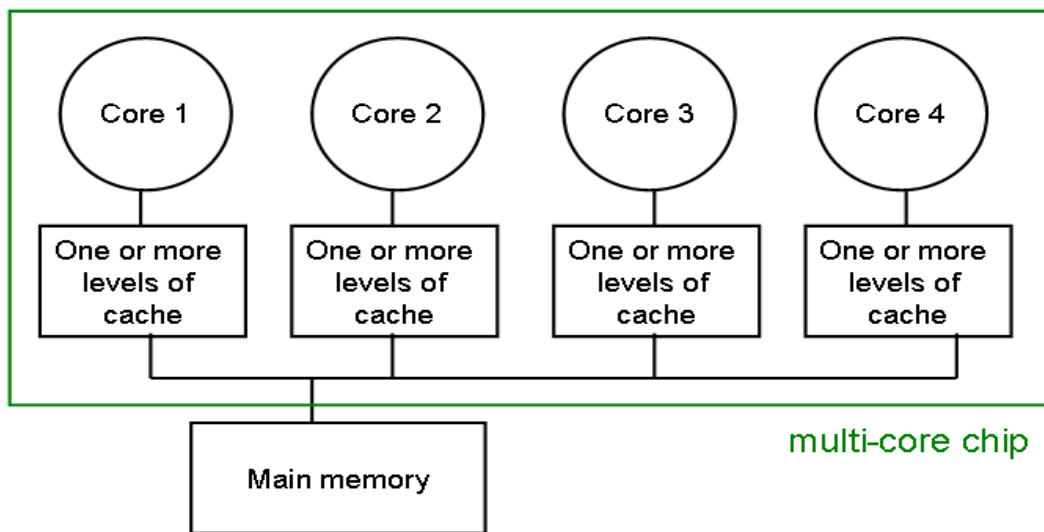 Core 1
Core 2
Core 3
Core 4
One or more
levels of
cache
One or more
levels of
cache
One or more
levels of
cache
One or more
levels of
cache
multi-core chip
Main memory